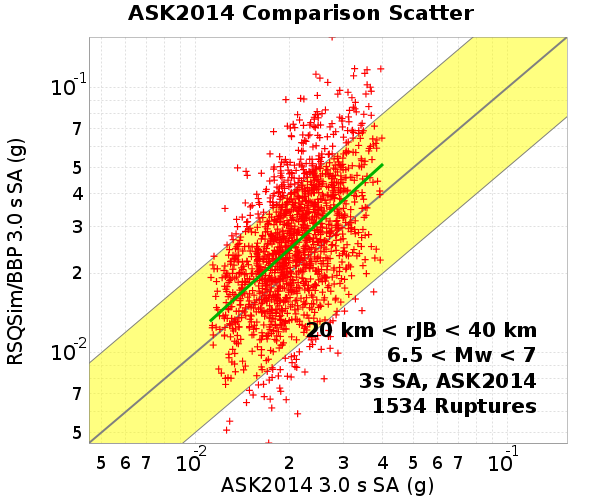 ASK2014 Comparison Scatter
RSQSim/BBP 3.0 s SA (g)
10-1
7
5
4
3
2
10-2
7
5
20 km < rJB < 40 km
6.5 < Mw < 7
3s SA, ASK2014
1534 Ruptures
5 6 7 10-2 2 3 4 5 6 7 10-1
ASK2014 3.0 s SA (g)